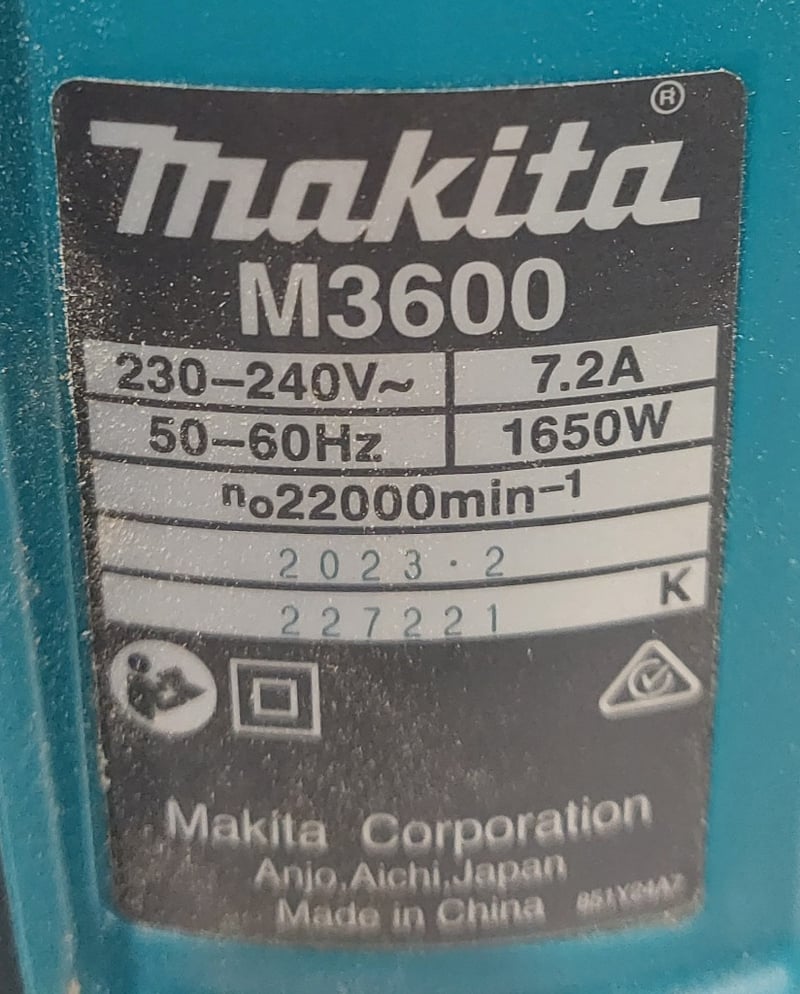 makita®
M3600
230–240V~ 7.2A
50–60Hz 1650W
n₀22000min⁻¹
2023.2
K
227221
Makita Corporation
Anjo,Aichi,Japan
Made in China